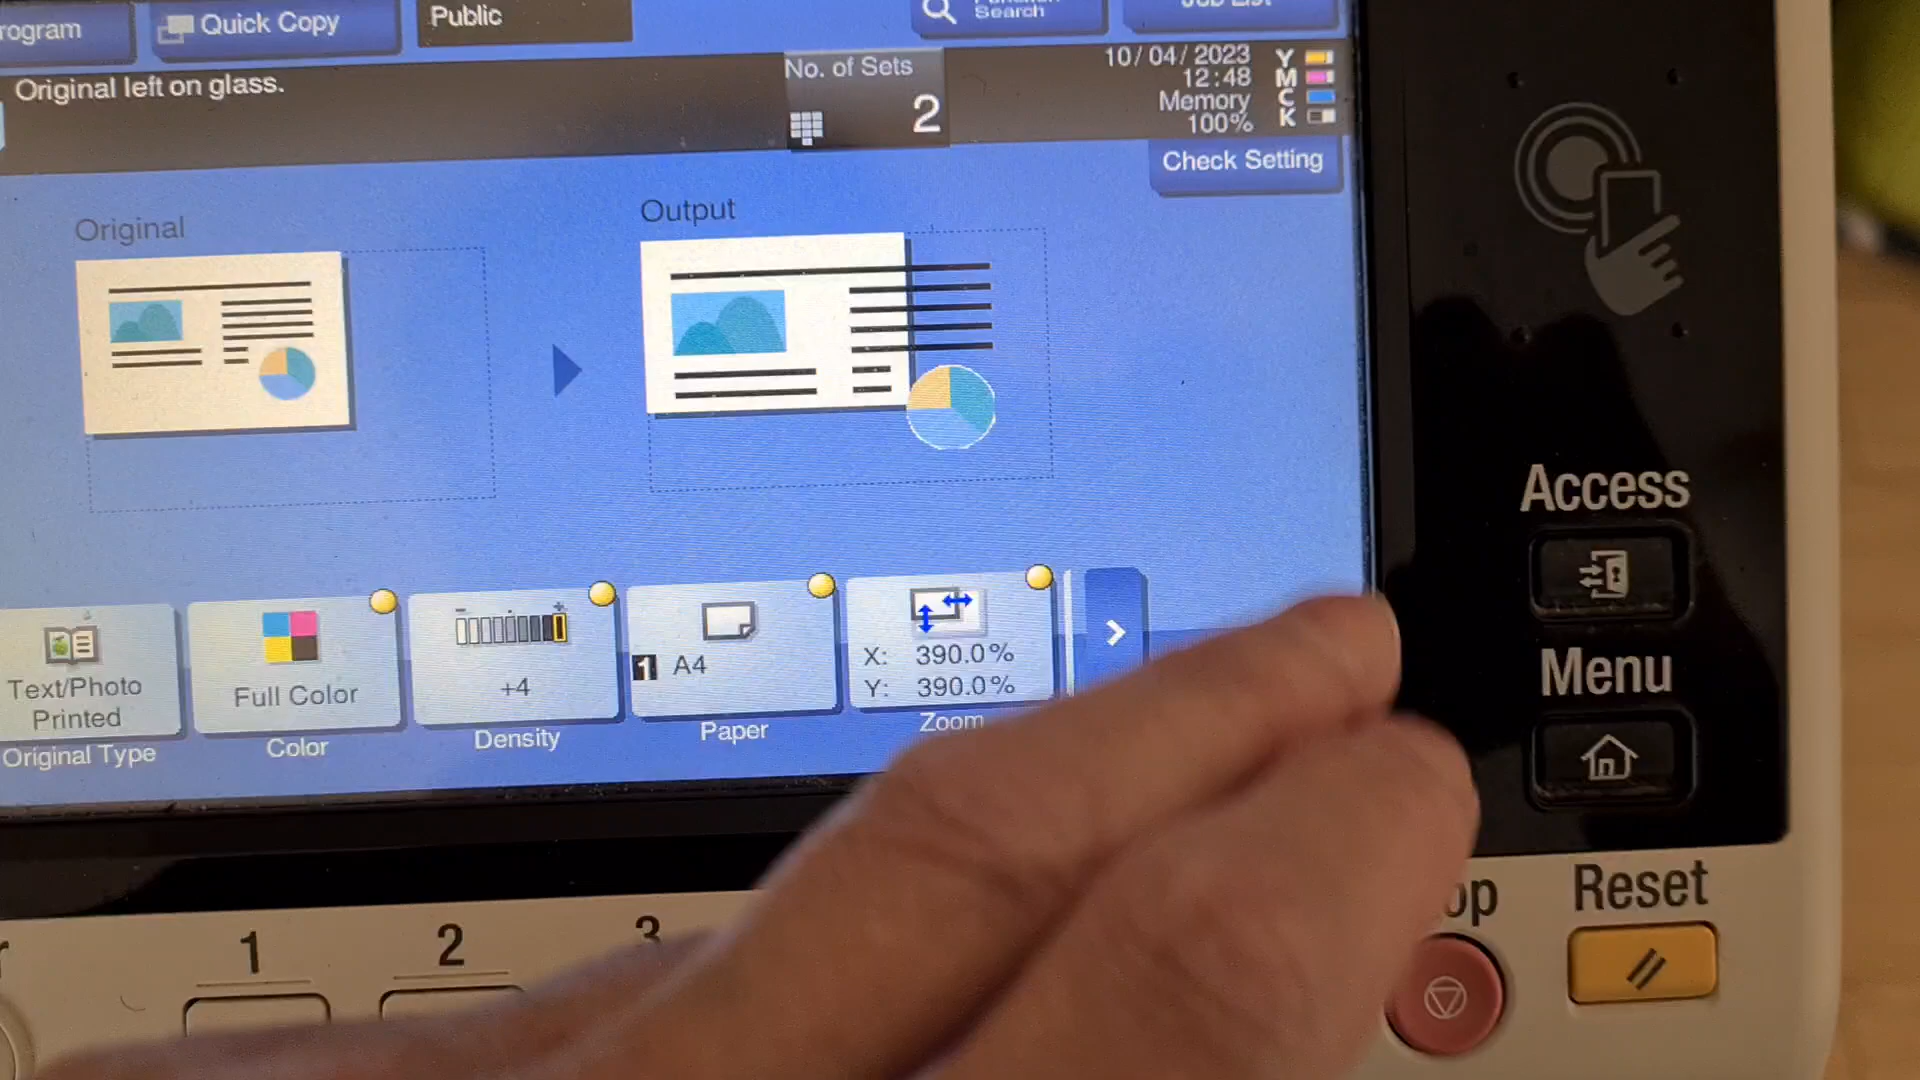 Quick Copy
Public
Search
Original left on glass.
No. of Sets
2
10/04/2023
12:48
Memory
100%
Y
M
C
K
Check Setting
Original
Output
Text/Photo
Printed
Original Type
Full Color
Color
+4
Density
1 A4
Paper
X: 390.0%
Y: 390.0%
Zoom
Access
Menu
Reset
1
2
3